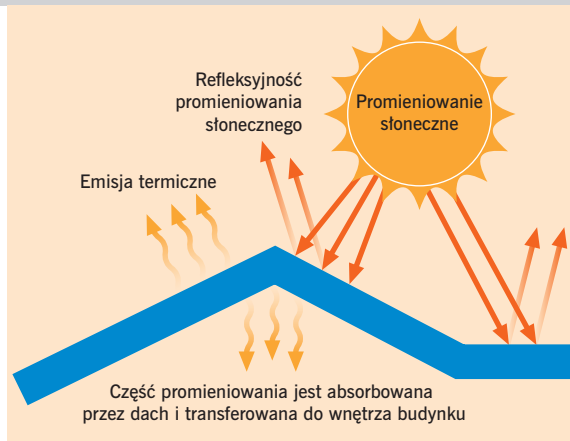 Refleksyjność
promieniowania
słonecznego
Promieniowanie
słoneczne
Emisja termiczne
Część promieniowania jest absorbowana
przez dach i transferowana do wnętrza budynku